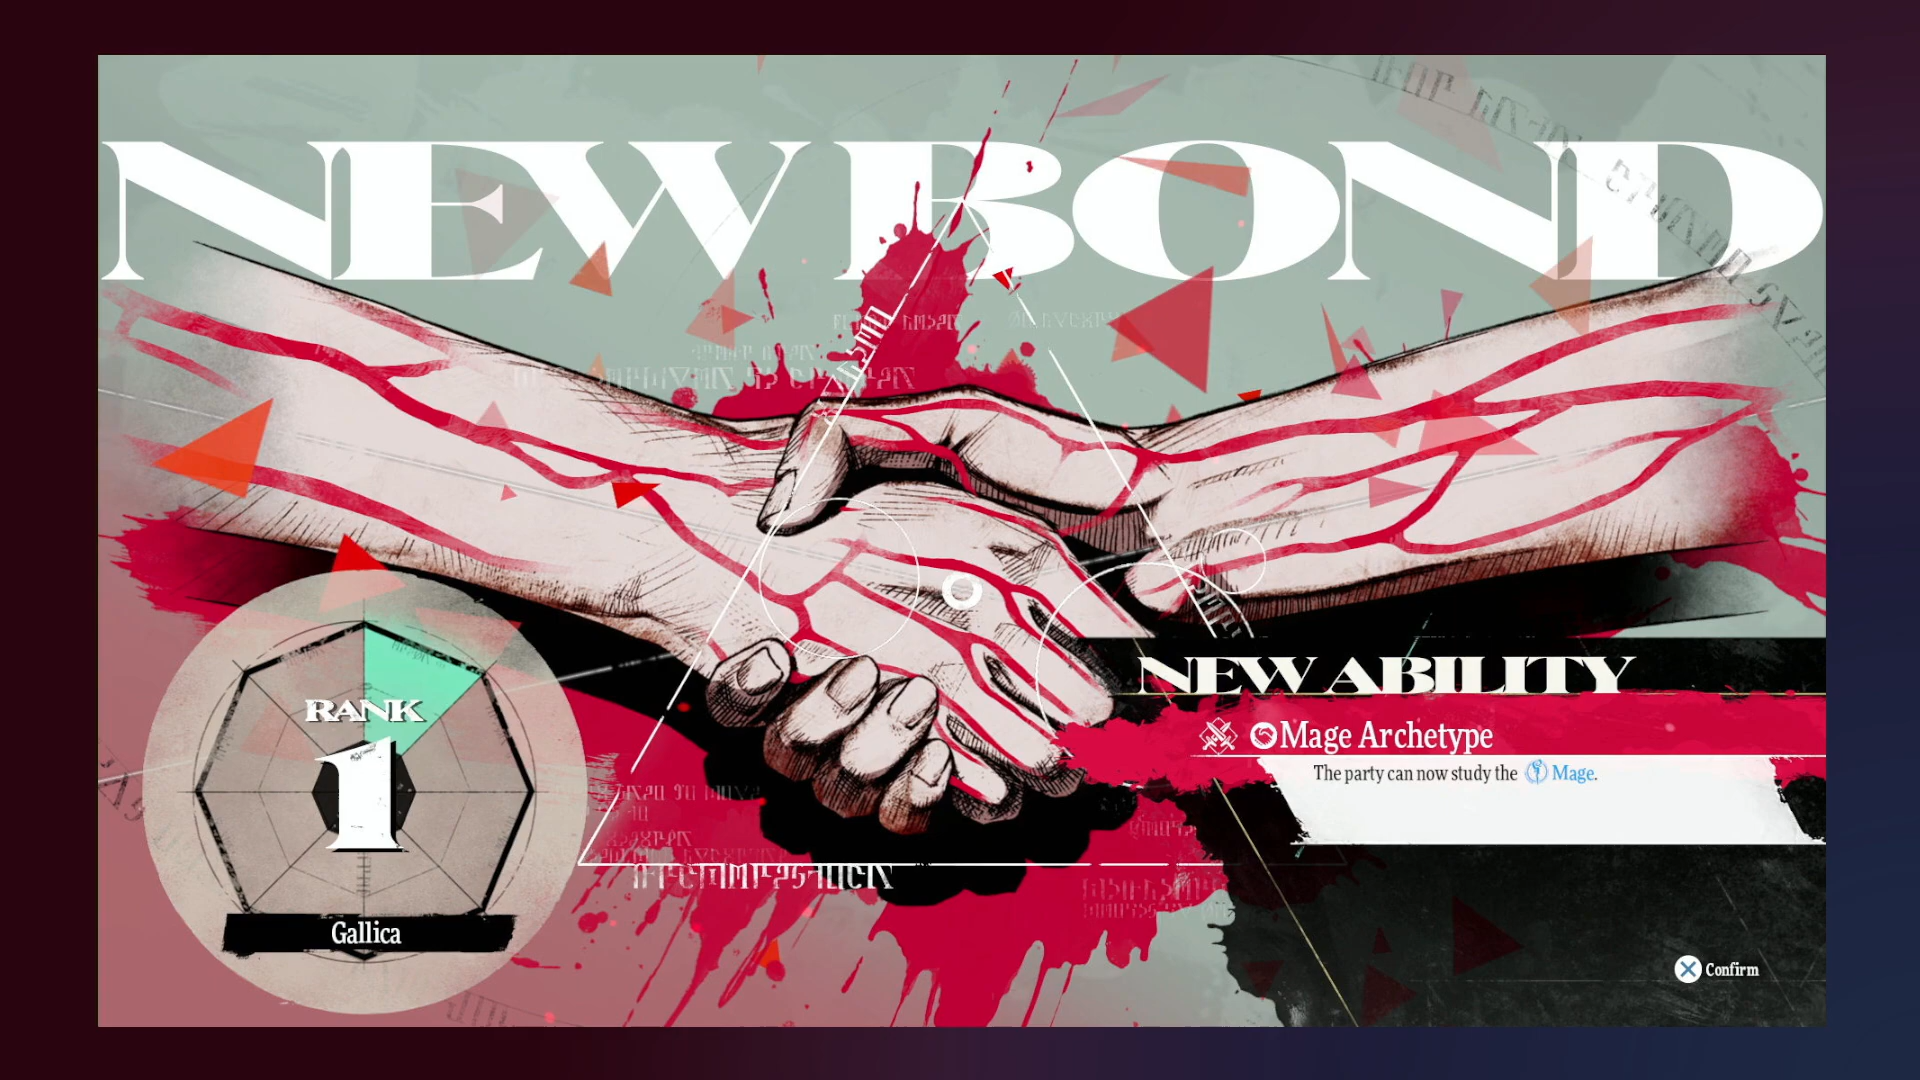 NEW BOND
RANK
1
Gallica
NEW ABILITY
Mage Archetype
The party can now study the Mage.
Confirm